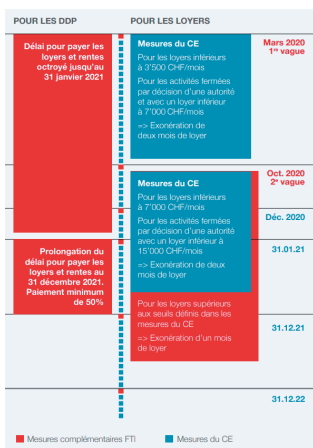 POUR LES DDP
POUR LES LOYERS
Délai pour payer les
loyers et rentes
octroyé jusqu'au
31 janvier 2021
Mesures du CE
Pour les loyers inférieurs
à 3'500 CHF/mois
Pour les activités fermées
par décision d'une autorité
et avec un loyer inférieur
à 7'000 CHF/mois
=> Exonération de
deux mois de loyer
Mars 2020
1re vague
Mesures du CE
Pour les loyers inférieurs
à 7'000 CHF/mois
Pour les activités fermées
par décision d'une autorité
avec un loyer inférieur à
15'000 CHF/mois
=> Exonération de deux
mois de loyer
Oct. 2020
2e vague
Déc. 2020
Prolongation du
délai pour payer les
loyers et rentes au
31 décembre 2021.
Paiement minimum
de 50%
31.01.21
Pour les loyers supérieurs
aux seuils définis dans les
mesures du CE
=> Exonération d'un mois
de loyer
31.12.21
31.12.22
Mesures complémentaires FTI
Mesures du CE